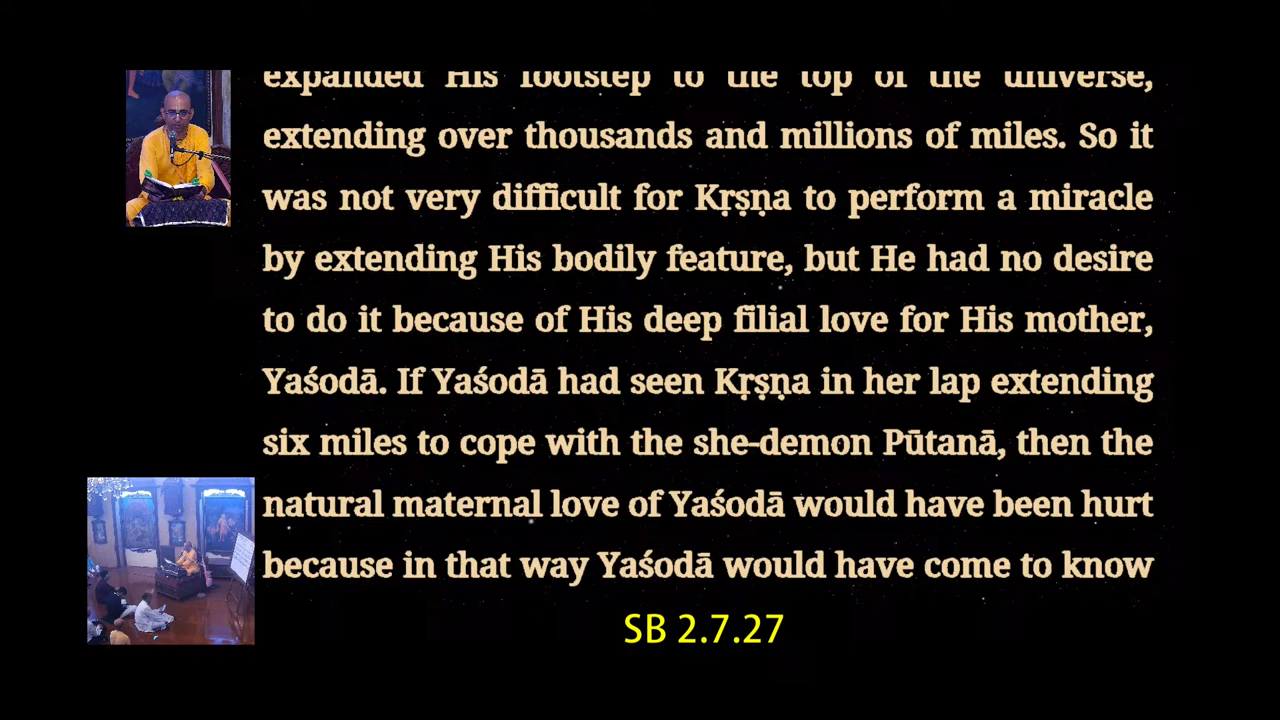 expanded His footstep to the top of the universe,
extending over thousands and millions of miles. So it
was not very difficult for Kṛṣṇa to perform a miracle
by extending His bodily feature, but He had no desire
to do it because of His deep filial love for His mother,
Yaśodā. If Yaśodā had seen Kṛṣṇa in her lap extending
six miles to cope with the she-demon Pūtanā, then the
natural maternal love of Yaśodā would have been hurt
because in that way Yaśodā would have come to know
SB 2.7.27